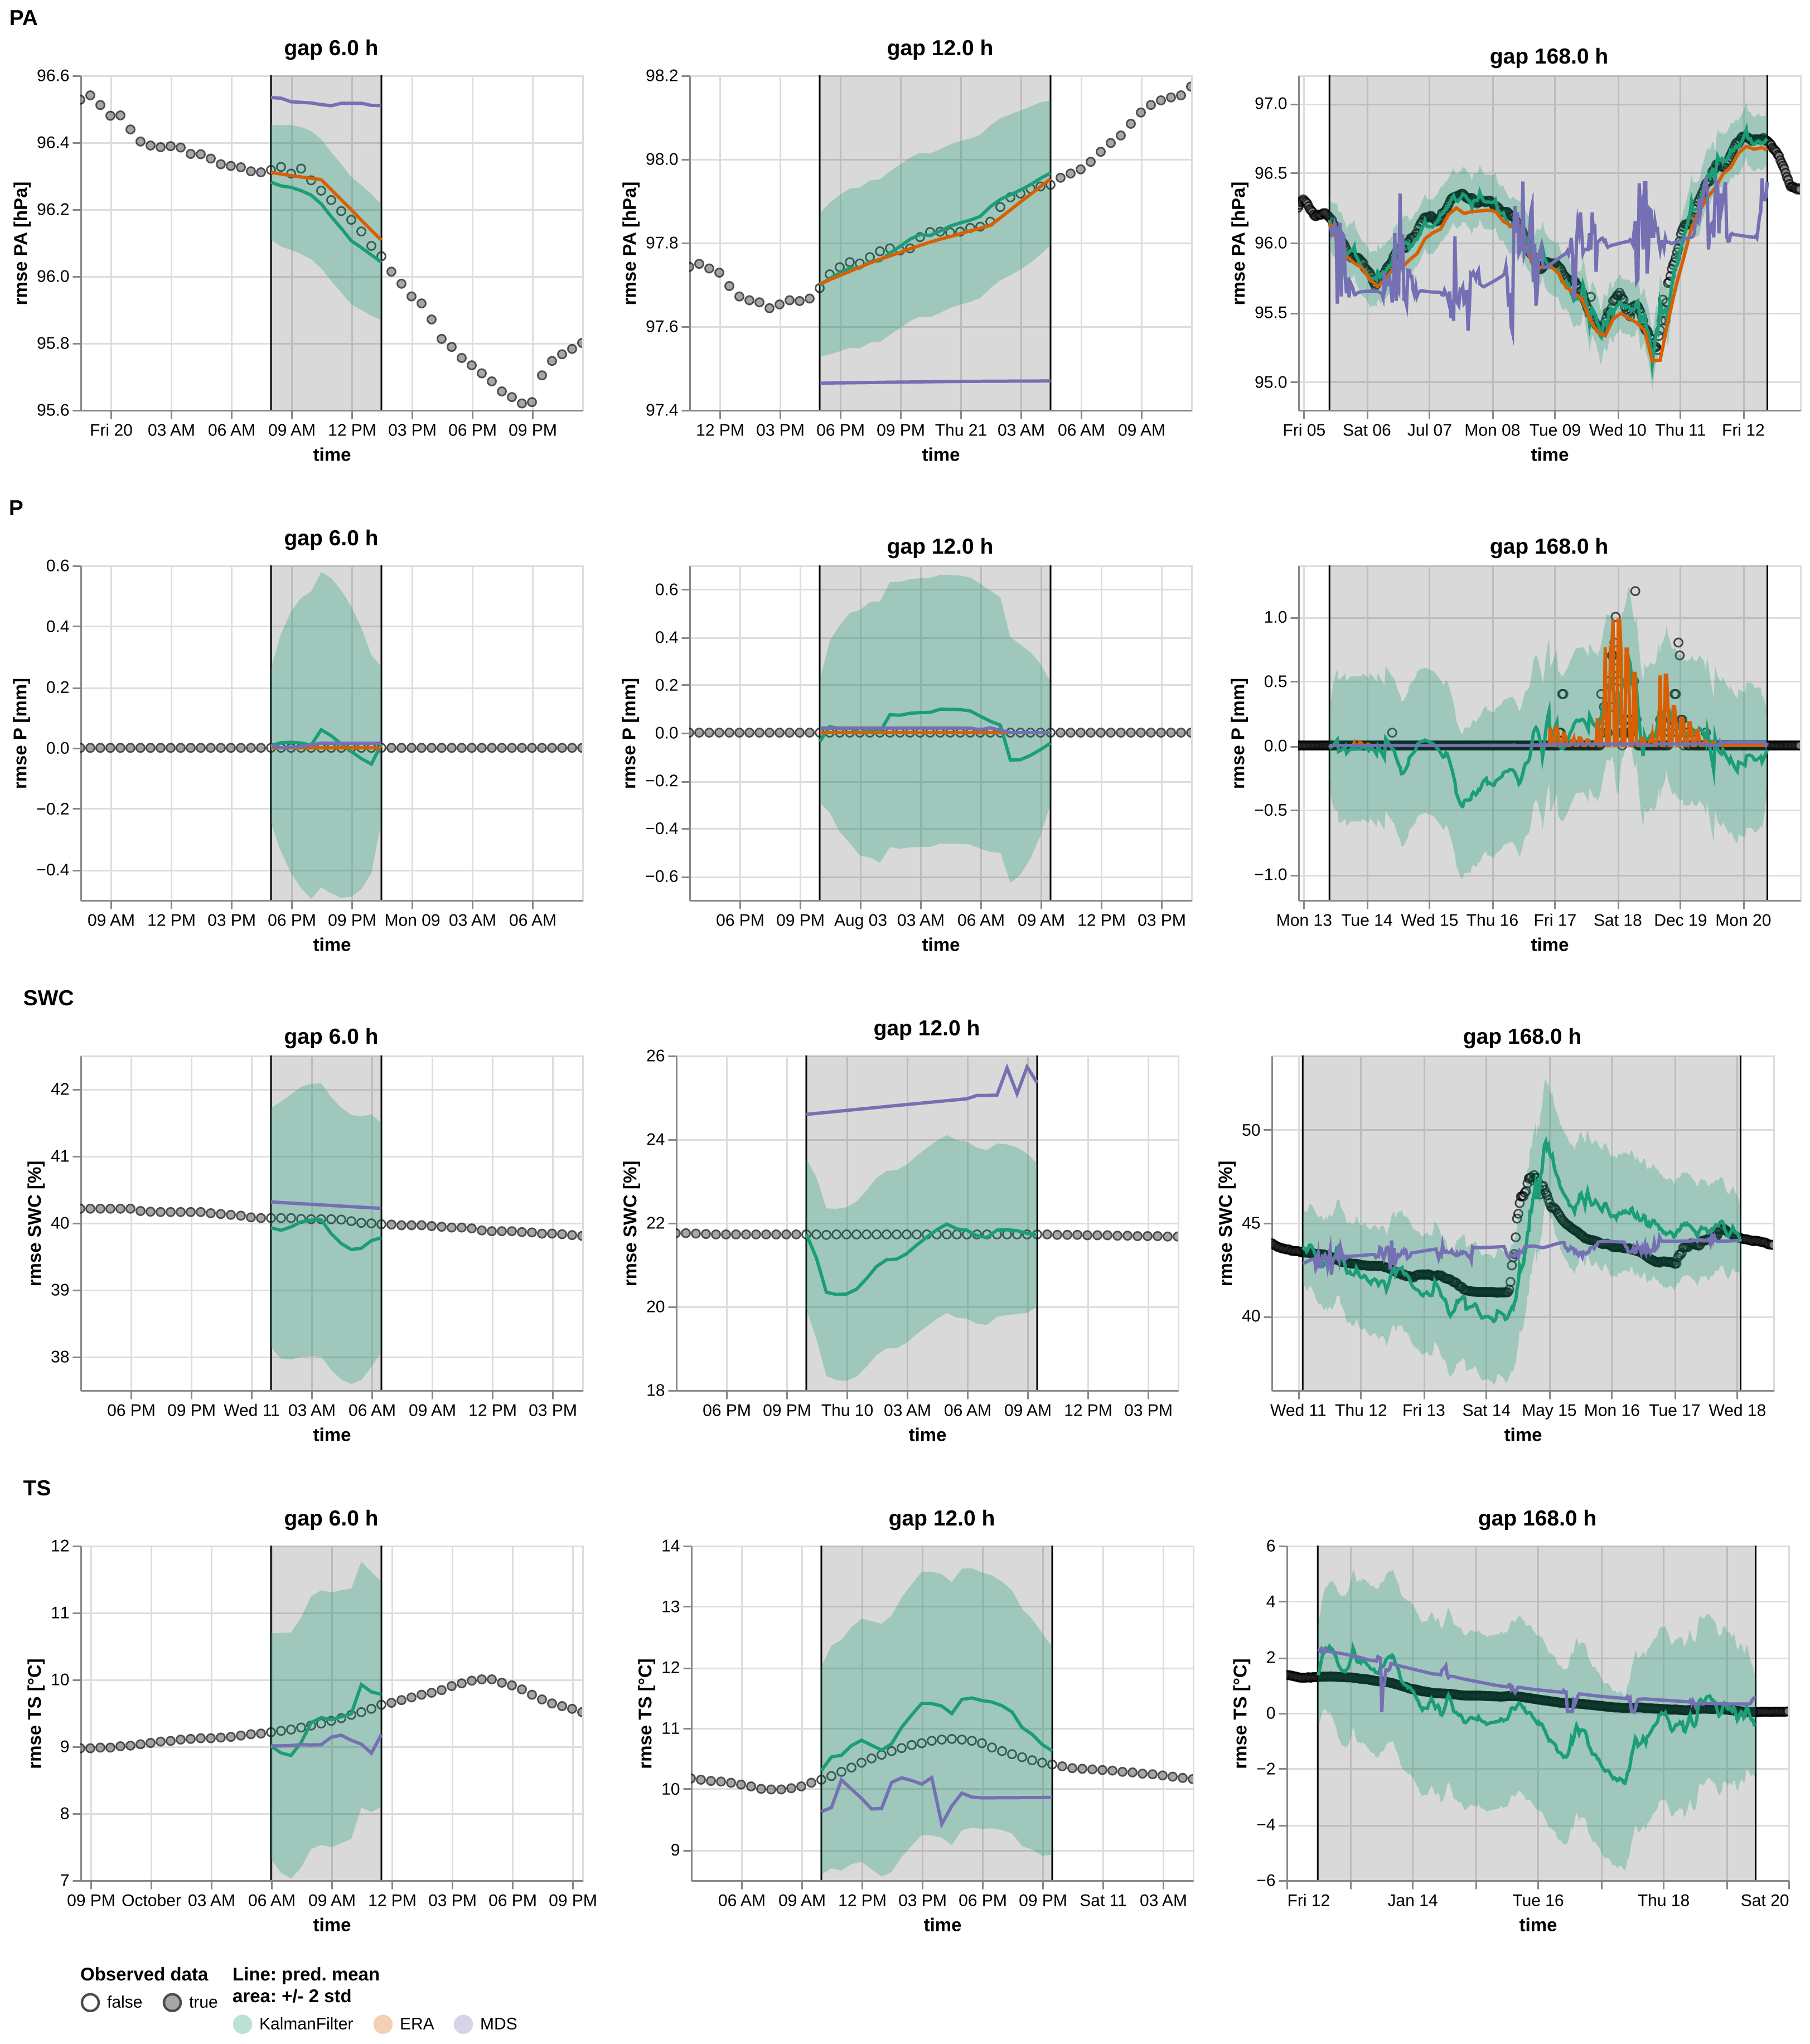 PA
gap 6.0 h
gap 12.0 h
gap 168.0 h
rmse PA [hPa]
96.6
96.4
96.2
96.0
95.8
95.6
Fri 20 03 AM 06 AM 09 AM 12 PM 03 PM 06 PM 09 PM
time
rmse PA [hPa]
98.2
98.0
97.8
97.6
97.4
12 PM 03 PM 06 PM 09 PM Thu 21 03 AM 06 AM 09 AM
time
rmse PA [hPa]
97.0
96.5
96.0
95.5
95.0
Fri 05 Sat 06 Jul 07 Mon 08 Tue 09 Wed 10 Thu 11 Fri 12
time
P
gap 6.0 h
gap 12.0 h
gap 168.0 h
rmse P [mm]
0.6
0.4
0.2
0.0
−0.2
−0.4
09 AM 12 PM 03 PM 06 PM 09 PM Mon 09 03 AM 06 AM
time
rmse P [mm]
0.6
0.4
0.2
0.0
−0.2
−0.4
−0.6
06 PM 09 PM Aug 03 03 AM 06 AM 09 AM 12 PM 03 PM
time
rmse P [mm]
1.0
0.5
0.0
−0.5
−1.0
Mon 13 Tue 14 Wed 15 Thu 16 Fri 17 Sat 18 Dec 19 Mon 20
time
SWC
gap 6.0 h
gap 12.0 h
gap 168.0 h
rmse SWC [%]
42
41
40
39
38
06 PM 09 PM Wed 11 03 AM 06 AM 09 AM 12 PM 03 PM
time
rmse SWC [%]
26
24
22
20
18
06 PM 09 PM Thu 10 03 AM 06 AM 09 AM 12 PM 03 PM
time
rmse SWC [%]
50
45
40
Wed 11 Thu 12 Fri 13 Sat 14 May 15 Mon 16 Tue 17 Wed 18
time
TS
gap 6.0 h
gap 12.0 h
gap 168.0 h
rmse TS [°C]
12
11
10
9
8
7
09 PM October 03 AM 06 AM 09 AM 12 PM 03 PM 06 PM 09 PM
time
rmse TS [°C]
14
13
12
11
10
9
06 AM 09 AM 12 PM 03 PM 06 PM 09 PM Sat 11 03 AM
time
rmse TS [°C]
6
4
2
0
−2
−4
−6
Fri 12 Jan 14 Tue 16 Thu 18 Sat 20
time
Observed data
false true
Line: pred. mean
area: +/- 2 std
KalmanFilter ERA MDS